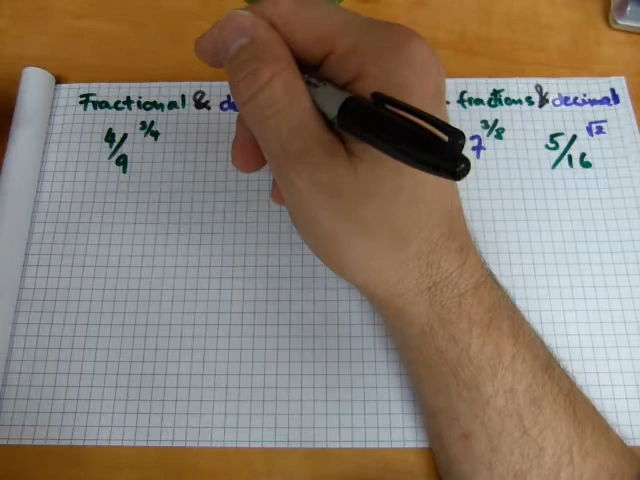 Fractional & de . fractions & decimal
4/9 3/4 7 3/8 5/16 √2